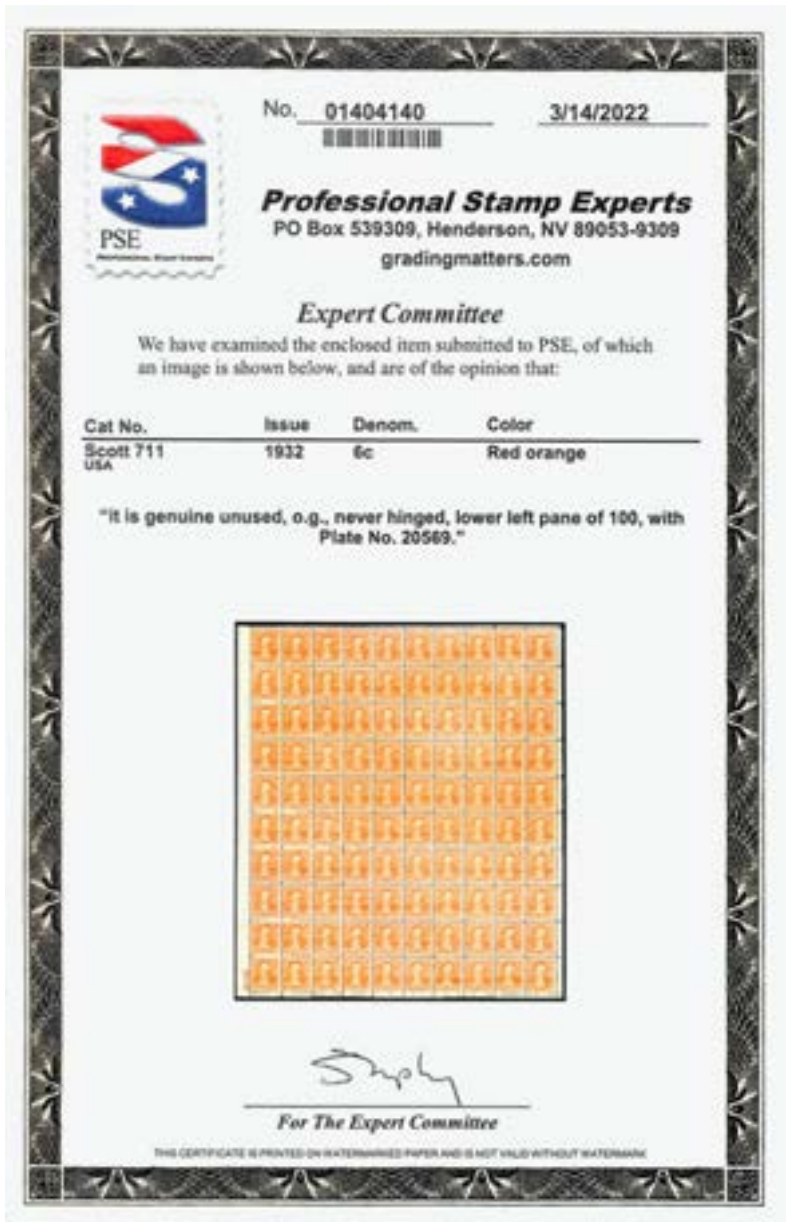 No. 01404140
3/14/2022
PSE
Professional Stamp Experts
PO Box 539309, Henderson, NV 89053-9309
gradingmatters.com
Expert Committee
We have examined the enclosed item submitted to PSE, of which
an image is shown below, and are of the opinion that:
Cat No. Issue Denom. Color
Scott 711 1932 6c Red orange
USA
"it is genuine unused, o.g., never hinged, lower left pane of 100, with
Plate No. 20569."
For The Expert Committee
THIS CERTIFICATE IS PRINTED ON WATERMARKED PAPER AND IS NOT VALID WITHOUT WATERMARK